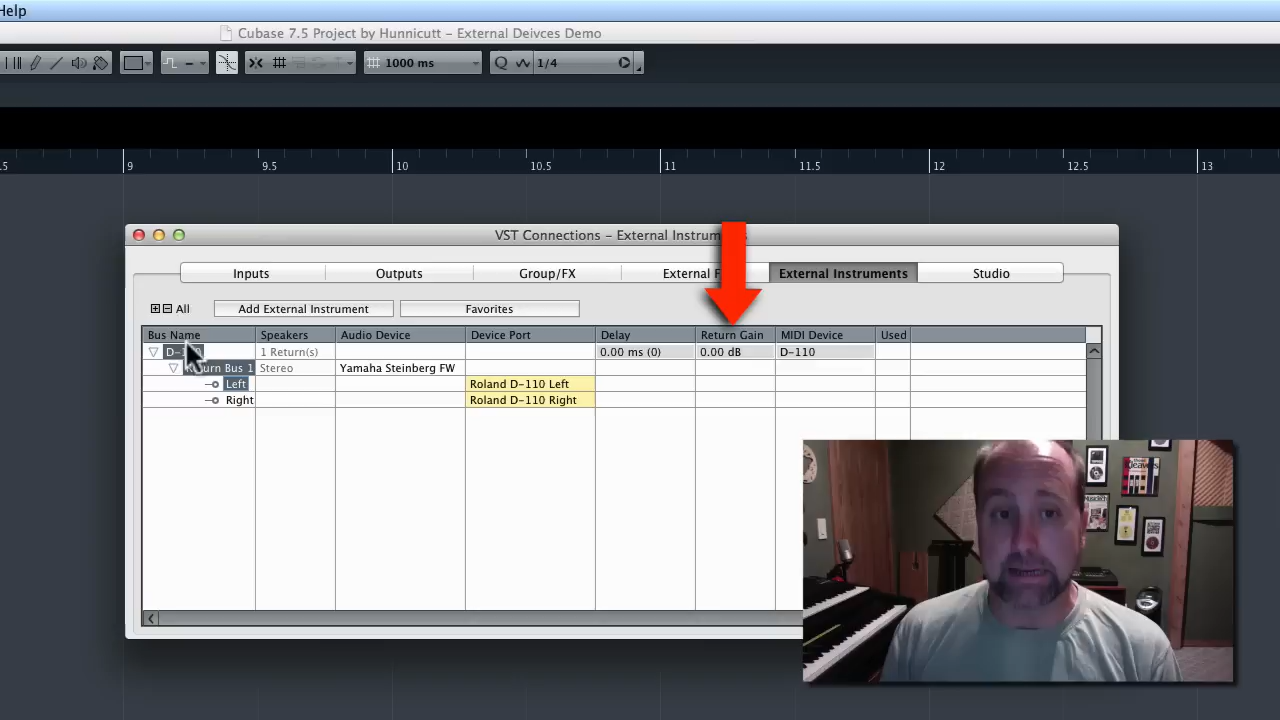 Help
Cubase 7.5 Project by Hunnicutt – External Deivces Demo
1000 ms
Q
1/4
9
9.5
10
10.5
11
11.5
12
12.5
13
VST Connections – External
Inputs
Outputs
Group/FX
External
External Instruments
Studio
All
Add External Instrument
Favorites
Bus Name
Speakers
Audio Device
Device Port
Delay
Return Gain
MIDI Device
Used
1 Return(s)
0.00 ms (0)
0.00 dB
D–110
Bus 1
Stereo
Yamaha Steinberg FW
Left
Roland D–110 Left
Right
Roland D–110 Right